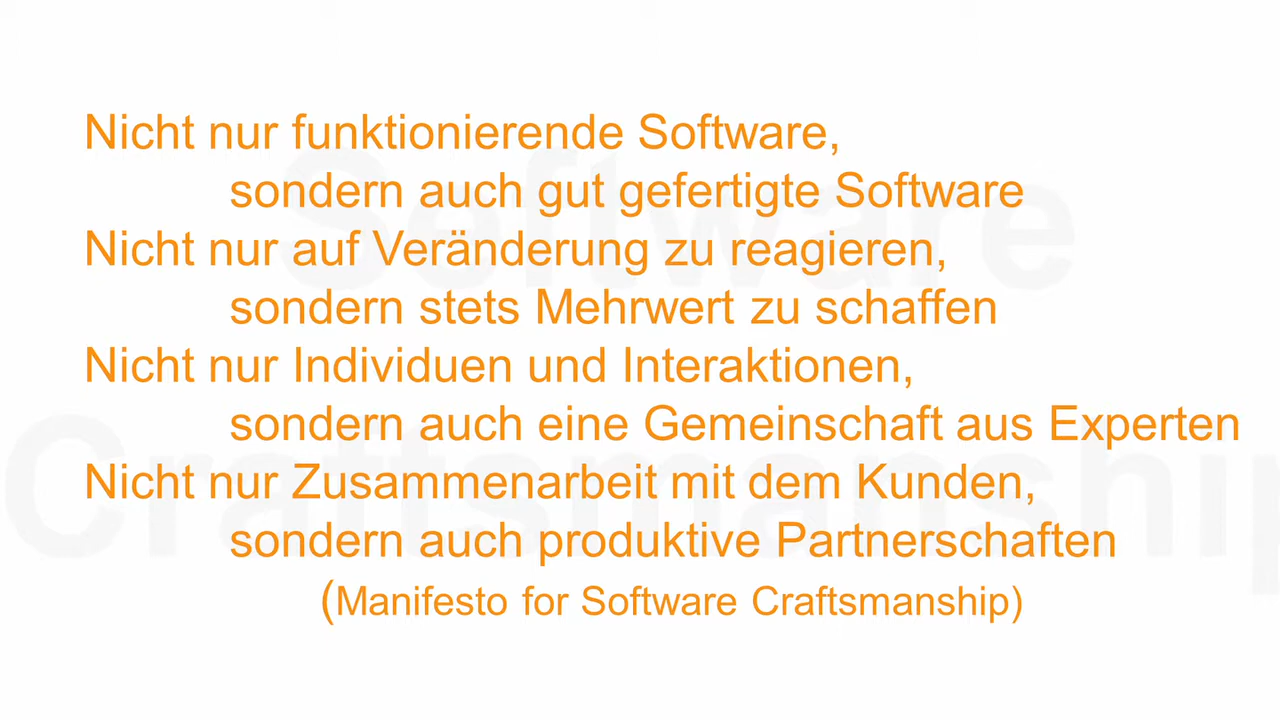 Nicht nur funktionierende Software,
sondern auch gut gefertigte Software
Nicht nur auf Veränderung zu reagieren,
sondern stets Mehrwert zu schaffen
Nicht nur Individuen und Interaktionen,
sondern auch eine Gemeinschaft aus Experten
Nicht nur Zusammenarbeit mit dem Kunden,
sondern auch produktive Partnerschaften
(Manifesto for Software Craftsmanship)
Software
Craftsmanship